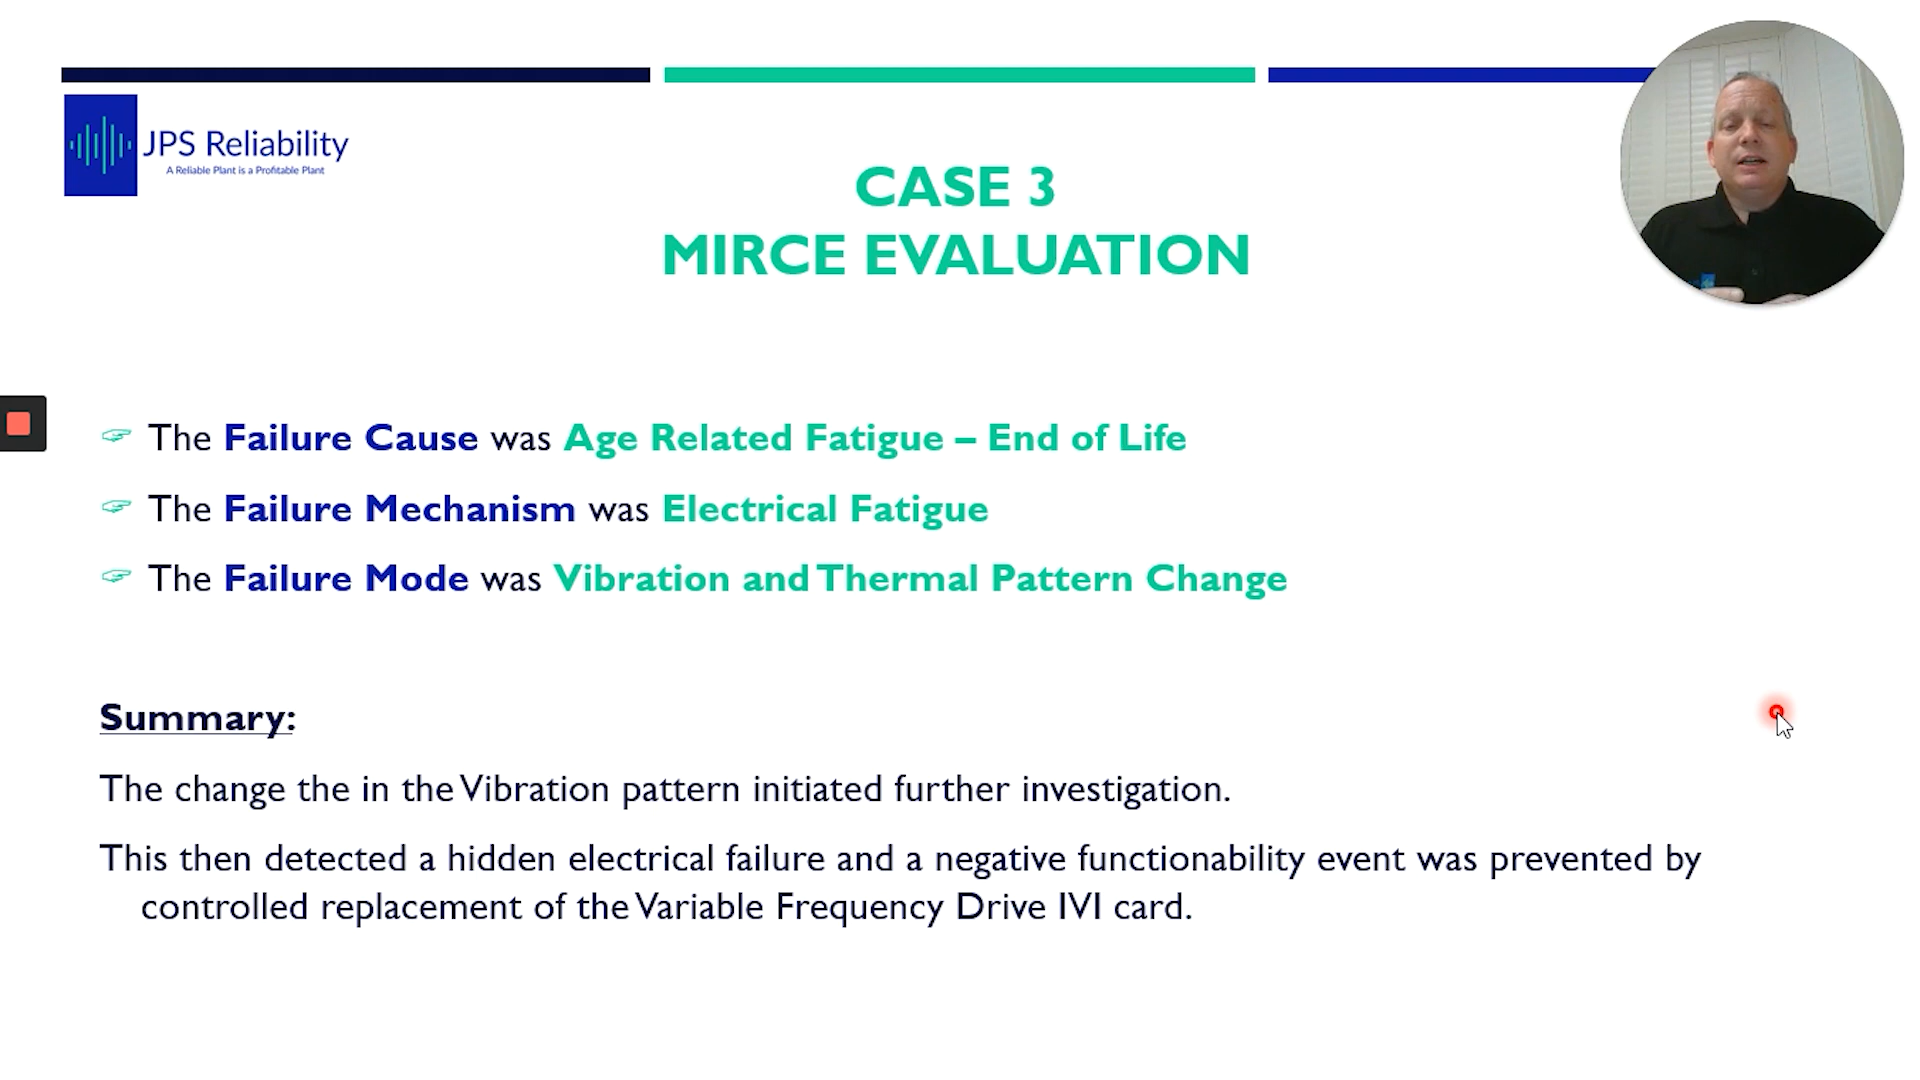 JPS Reliability
A Reliable Plant is a Profitable Plant
CASE 3
MIRCE EVALUATION
The Failure Cause was Age Related Fatigue – End of Life
The Failure Mechanism was Electrical Fatigue
The Failure Mode was Vibration and Thermal Pattern Change
Summary:
The change the in the Vibration pattern initiated further investigation.
This then detected a hidden electrical failure and a negative functionability event was prevented by
controlled replacement of the Variable Frequency Drive IVI card.